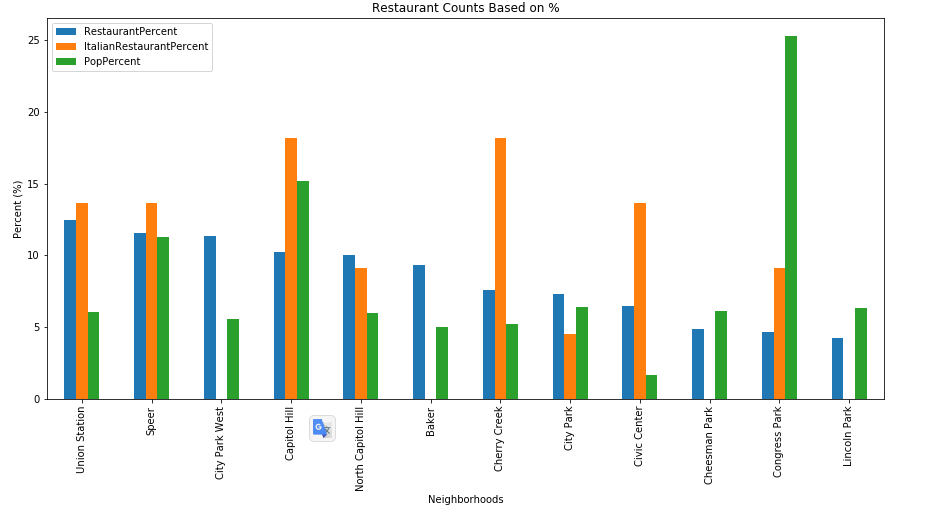 Restaurant Counts Based on %
RestaurantPercent
ItalianRestaurantPercent
PopPercent
Percent (%)
25
20
15
10
5
0
Union Station
Speer
City Park West
Capitol Hill
North Capitol Hill
Baker
Cherry Creek
City Park
Civic Center
Cheesman Park
Congress Park
Lincoln Park
G
Neighborhoods